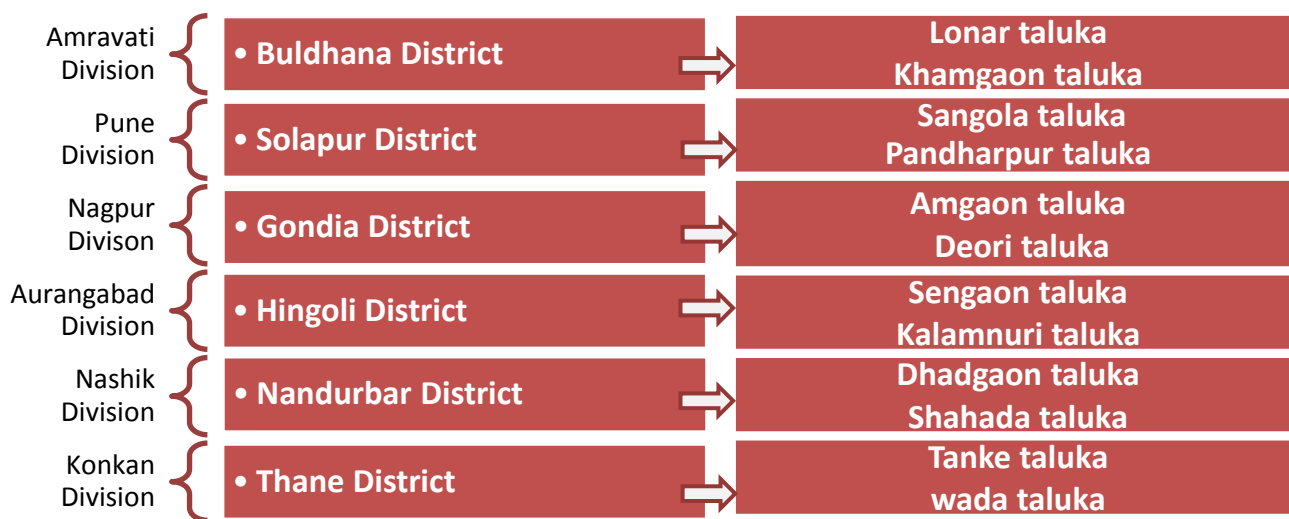 Amravati
Division
• Buldhana District
Lonar taluka
Khamgaon taluka
Pune
Division
• Solapur District
Sangola taluka
Pandharpur taluka
Nagpur
Divison
• Gondia District
Amgaon taluka
Deori taluka
Aurangabad
Division
• Hingoli District
Sengaon taluka
Kalamnuri taluka
Nashik
Division
• Nandurbar District
Dhadgaon taluka
Shahada taluka
Konkan
Division
• Thane District
Tanke taluka
wada taluka